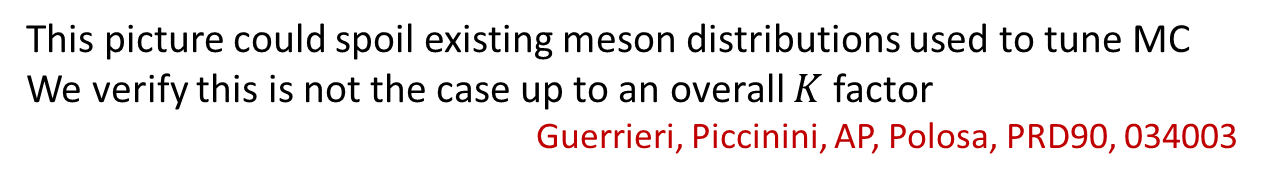 This picture could spoil existing meson distributions used to tune MC
We verify this is not the case up to an overall K factor
Guerrieri, Piccinini, AP, Polosa, PRD90, 034003